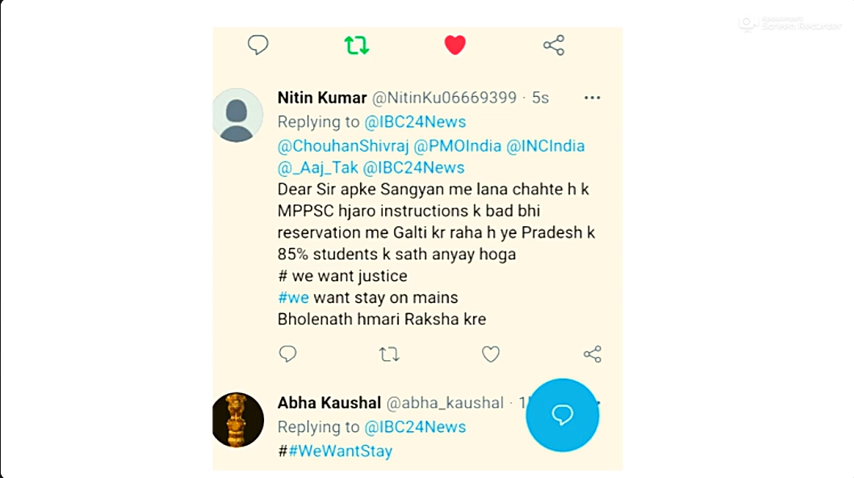 Screen Recorder
Nitin Kumar @NitinKu06669399 · 5s
Replying to @IBC24News
@ChouhanShivraj @PMOIndia @INCIndia
@_Aaj_Tak @IBC24News
Dear Sir apke Sangyan me lana chahte h k
MPPSC hjaro instructions k bad bhi
reservation me Galti kr raha h ye Pradesh k
85% students k sath anyay hoga
# we want justice
#we want stay on mains
Bholenath hmari Raksha kre
Abha Kaushal @abha_kaushal ·
Replying to @IBC24News
##WeWantStay